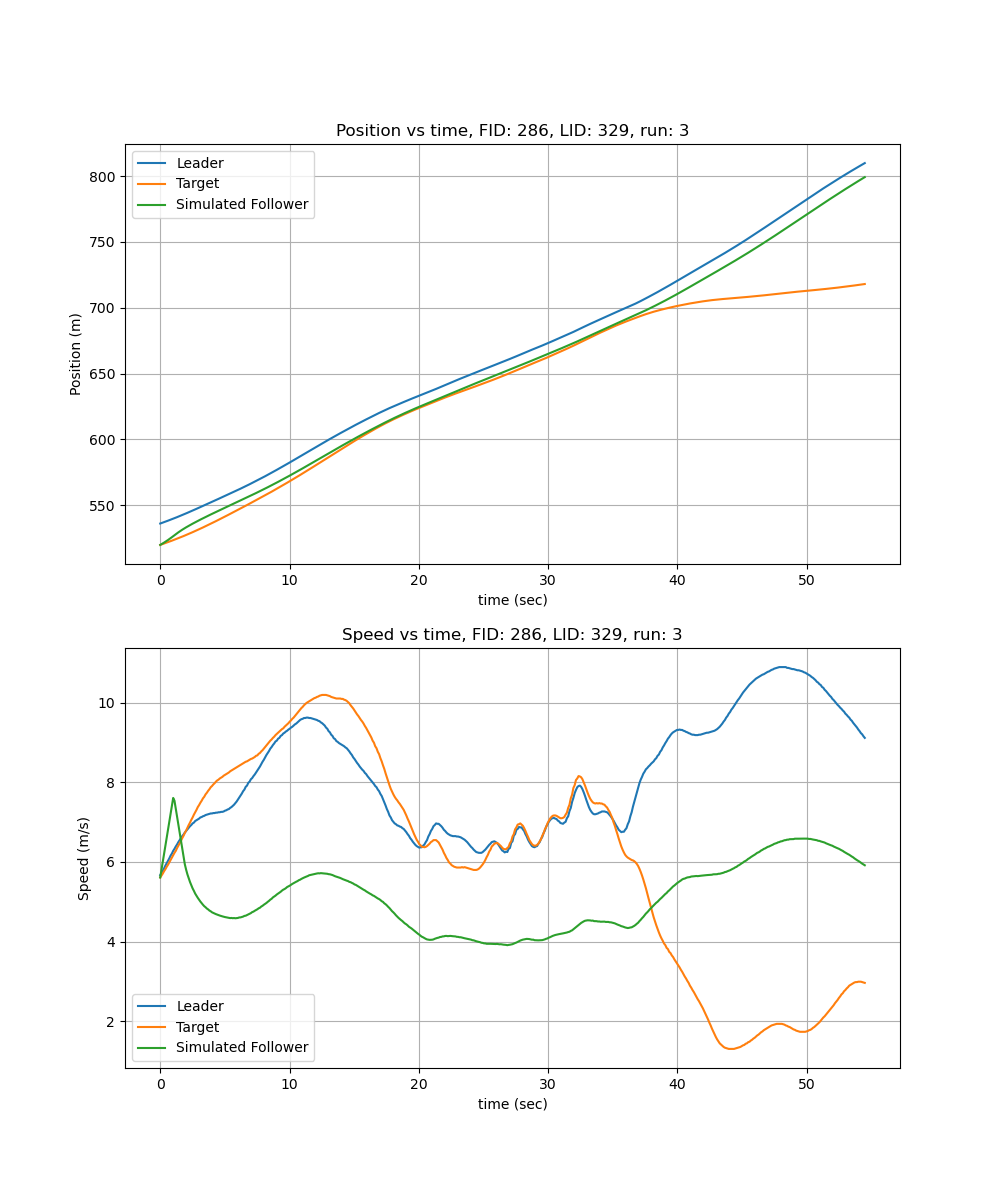 Position vs time, FID: 286, LID: 329, run: 3
Leader
Target
Simulated Follower
Position (m)
800
750
700
650
600
550
0 10 20 30 40 50
time (sec)
Speed vs time, FID: 286, LID: 329, run: 3
Speed (m/s)
10
8
6
4
2
Leader
Target
Simulated Follower
0 10 20 30 40 50
time (sec)